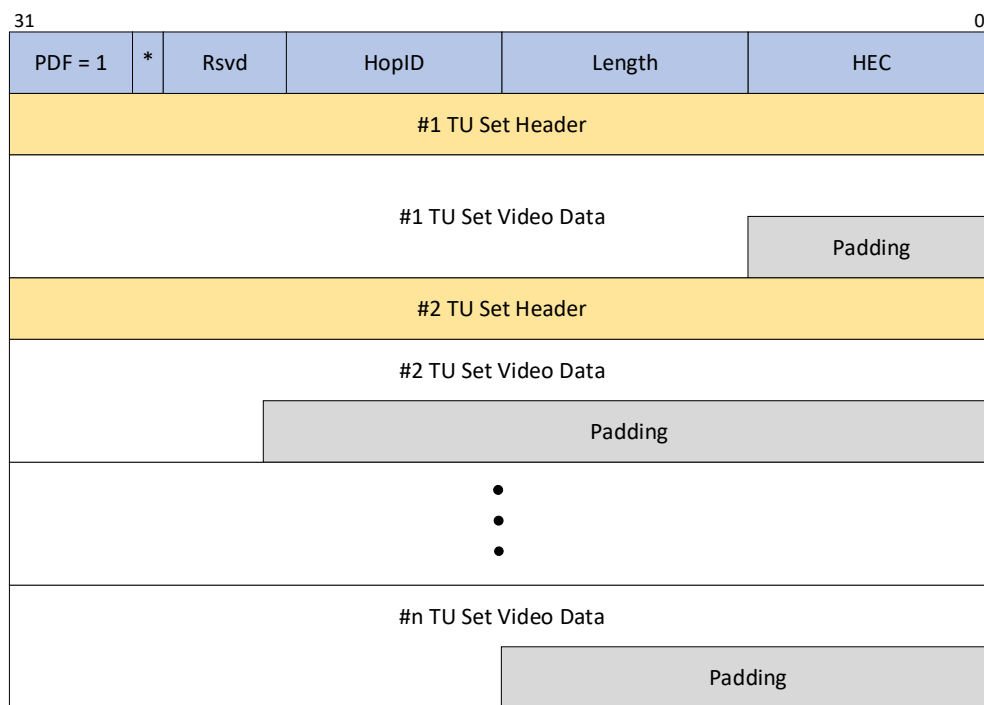 31 0
PDF = 1 * Rsvd HopID Length HEC
#1 TU Set Header
#1 TU Set Video Data
Padding
#2 TU Set Header
#2 TU Set Video Data
Padding
#n TU Set Video Data
Padding